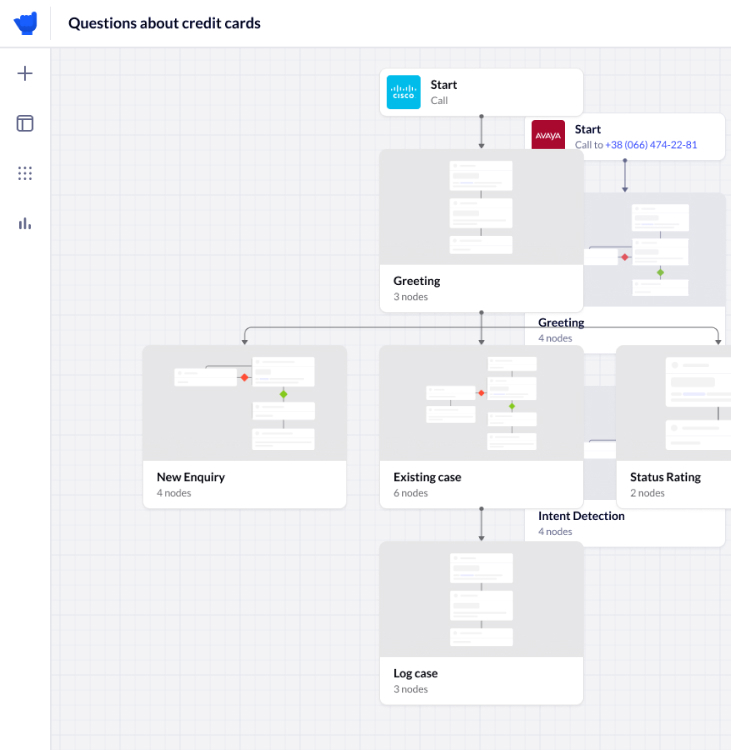 Questions about credit cards
CISCO
Start
Call
AVAYA
Start
Call to +38 (066) 474-22-81
Greeting
3 nodes
Greeting
4 nodes
New Enquiry
4 nodes
Existing case
6 nodes
Status Rating
2 nodes
Intent Detection
4 nodes
Log case
3 nodes